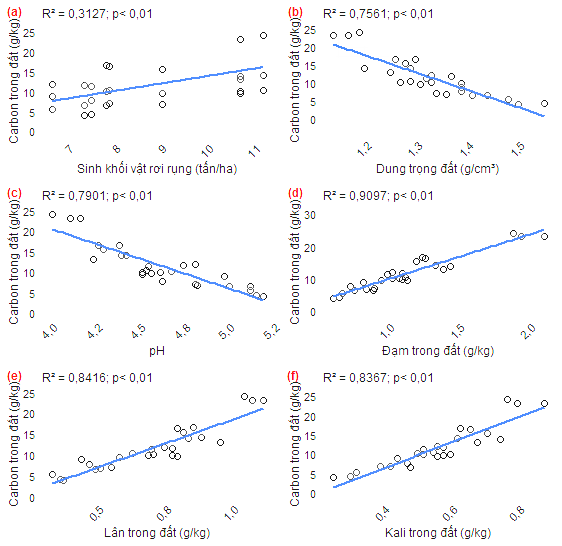 (a)
R² = 0,3127; p< 0,01
Carbon trong đất (g/kg)
25
20
15
10
5
0
7
8
9
10
11
Sinh khối vật rơi rụng (tấn/ha)
(b)
R² = 0,7561; p< 0,01
Carbon trong đất (g/kg)
25
20
15
10
5
0
1,2
1,3
1,4
1,5
Dung trọng đất (g/cm³)
(c)
R² = 0,7901; p< 0,01
Carbon trong đất (g/kg)
25
20
15
10
5
0
4,0
4,2
4,5
4,8
5,0
5,2
pH
(d)
R² = 0,9097; p< 0,01
Carbon trong đất (g/kg)
30
20
10
0
1,0
1,5
2,0
Đạm trong đất (g/kg)
(e)
R² = 0,8416; p< 0,01
Carbon trong đất (g/kg)
25
20
15
10
5
0
0,5
0,8
1,0
Lân trong đất (g/kg)
(f)
R² = 0,8367; p< 0,01
Carbon trong đất (g/kg)
25
20
15
10
5
0
0,4
0,6
0,8
Kali trong đất (g/kg)